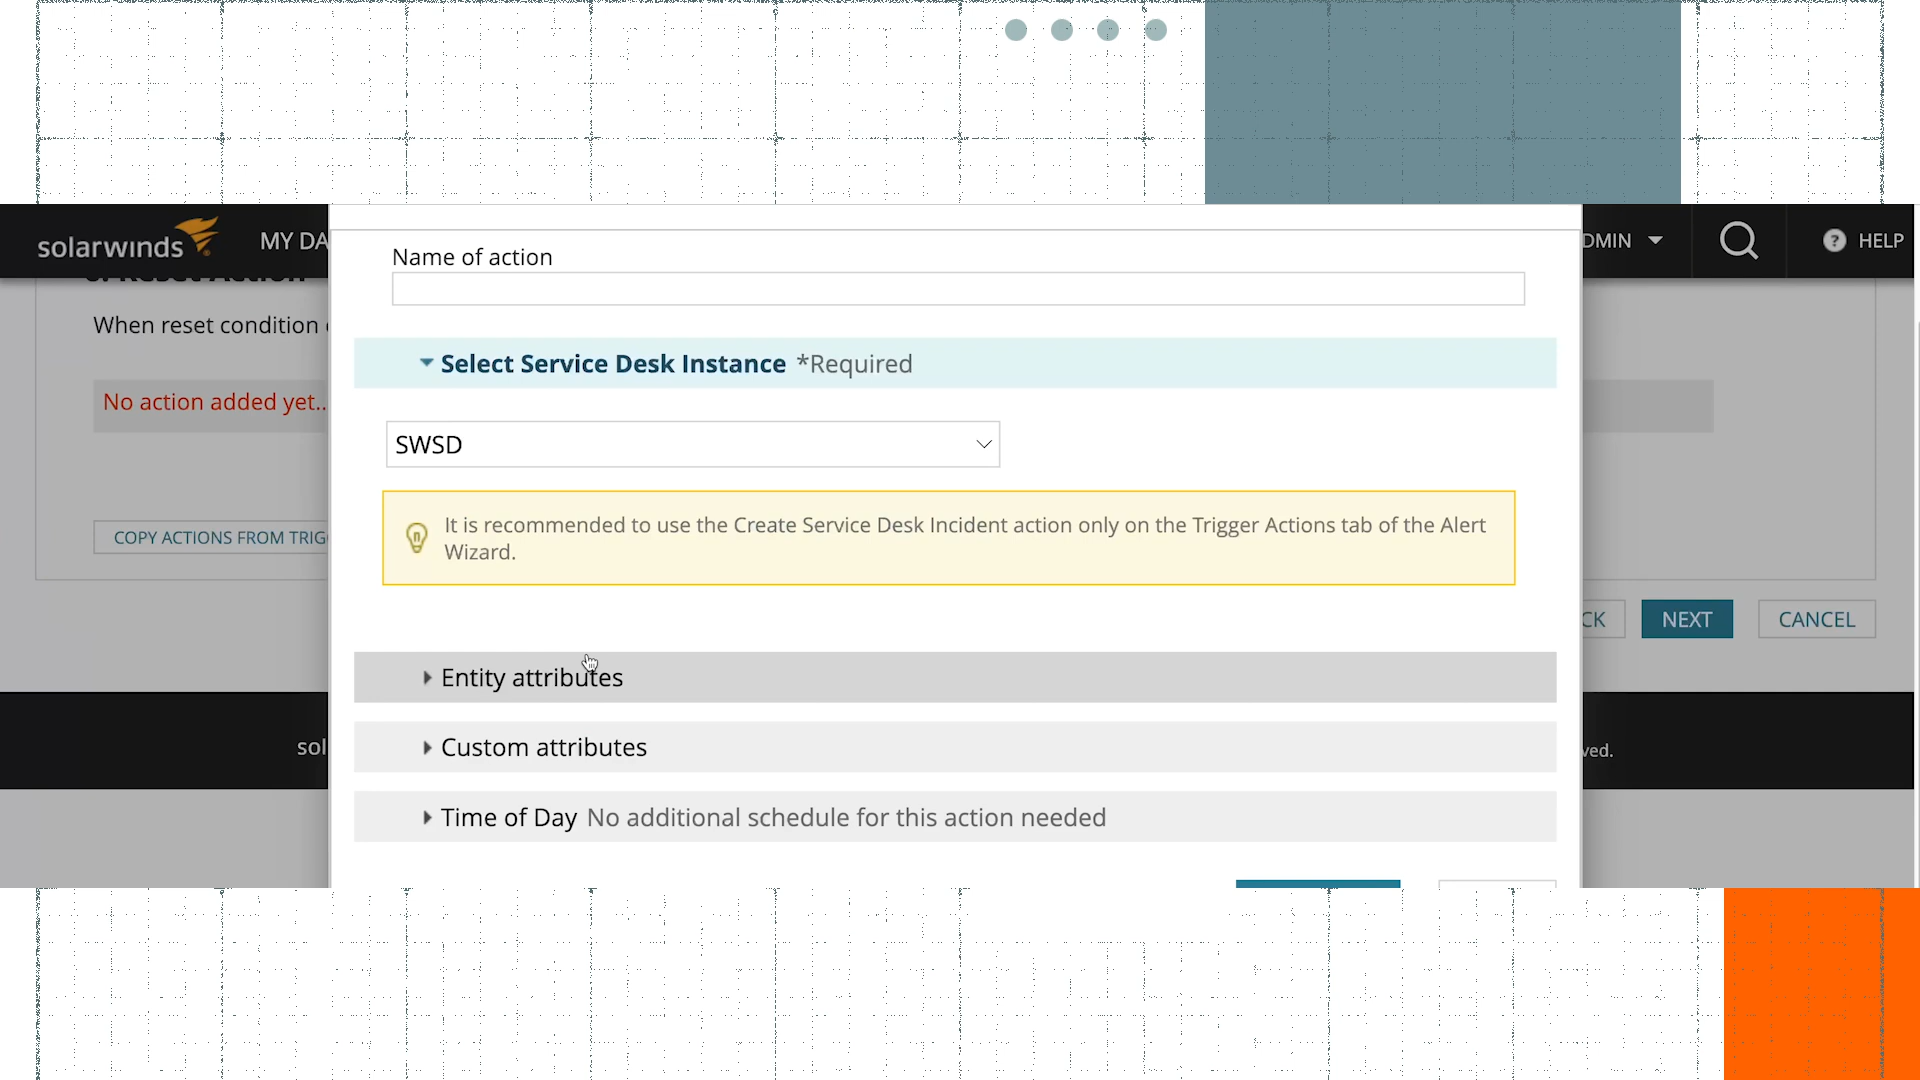 solarwinds
MY DA
DMIN
HELP
Reset Action
When reset condition
No action added yet..
COPY ACTIONS FROM TRIG
Name of action
Select Service Desk Instance *Required
SWSD
It is recommended to use the Create Service Desk Incident action only on the Trigger Actions tab of the Alert
Wizard.
Entity attributes
Custom attributes
Time of Day No additional schedule for this action needed
CK
NEXT
CANCEL
sol
ved.